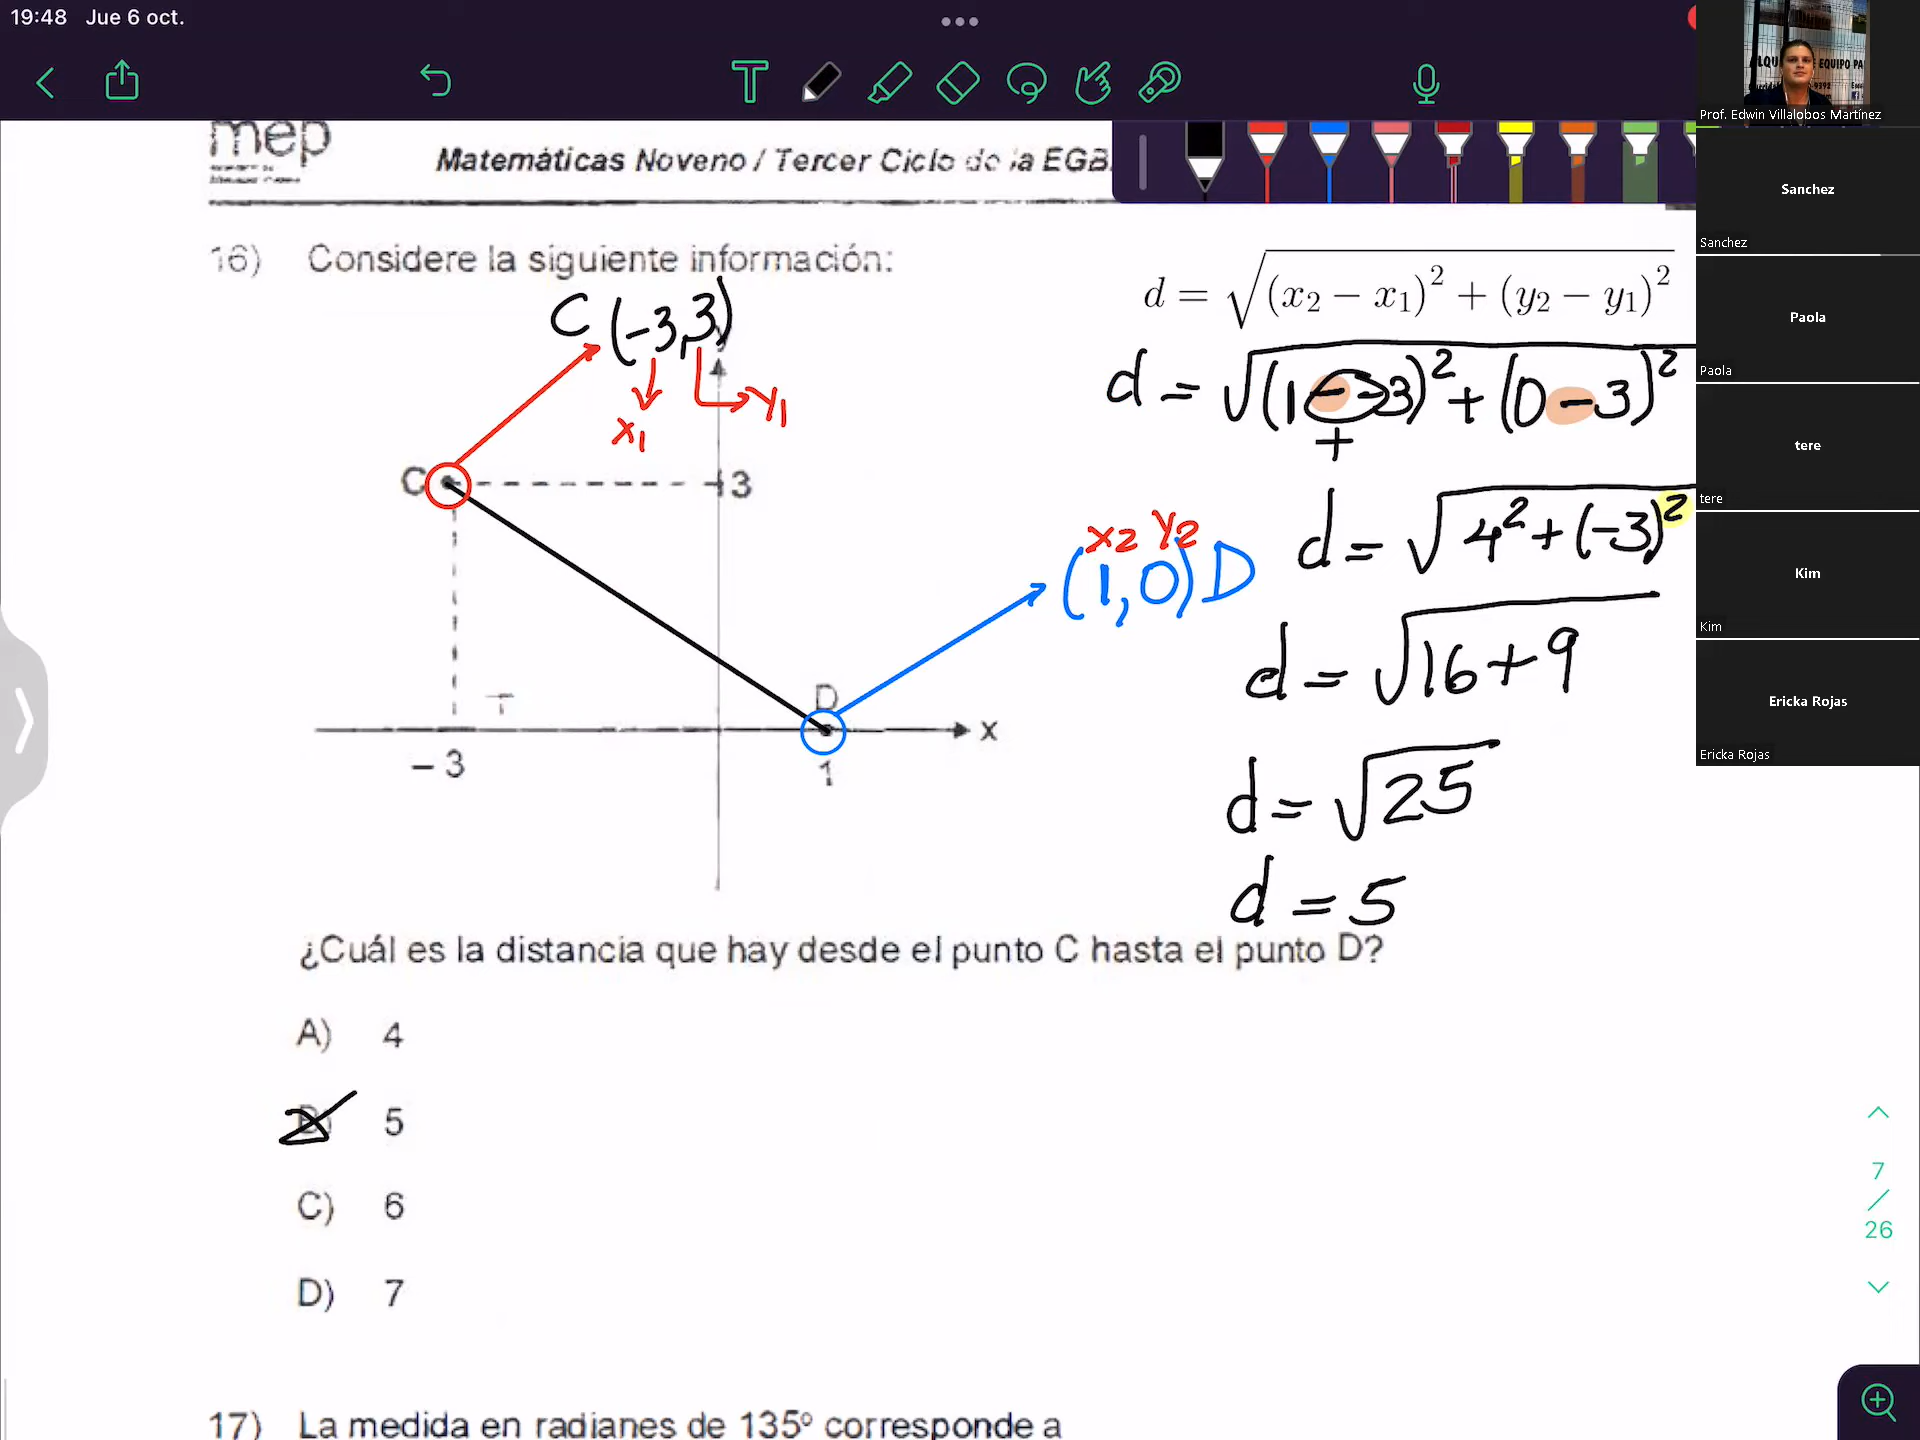 19:48 Jue 6 oct.
LQU E EQUIPO PA
Prof. Edwin Villalobos Martínez
mep
Matemáticas Noveno / Tercer Ciclo de la EGB
Sanchez
Sanchez
16) Considere la siguiente información:
d = √(x₂ − x₁)² + (y₂ − y₁)²
C (-3,3)
x₁
y₁
d = √(1 - -3)² + (0 - 3)²
+
Paola
Paola
C
3
tere
tere
x2 y2
(1,0) D
d = √4² + (-3)²
Kim
Kim
d = √16+9
D
x
-3
1
Ericka Rojas
Ericka Rojas
d = √25
d = 5
¿Cuál es la distancia que hay desde el punto C hasta el punto D?
A) 4
B) 5
C) 6
D) 7
7
/
26
17) La medida en radianes de 135º corresponde a